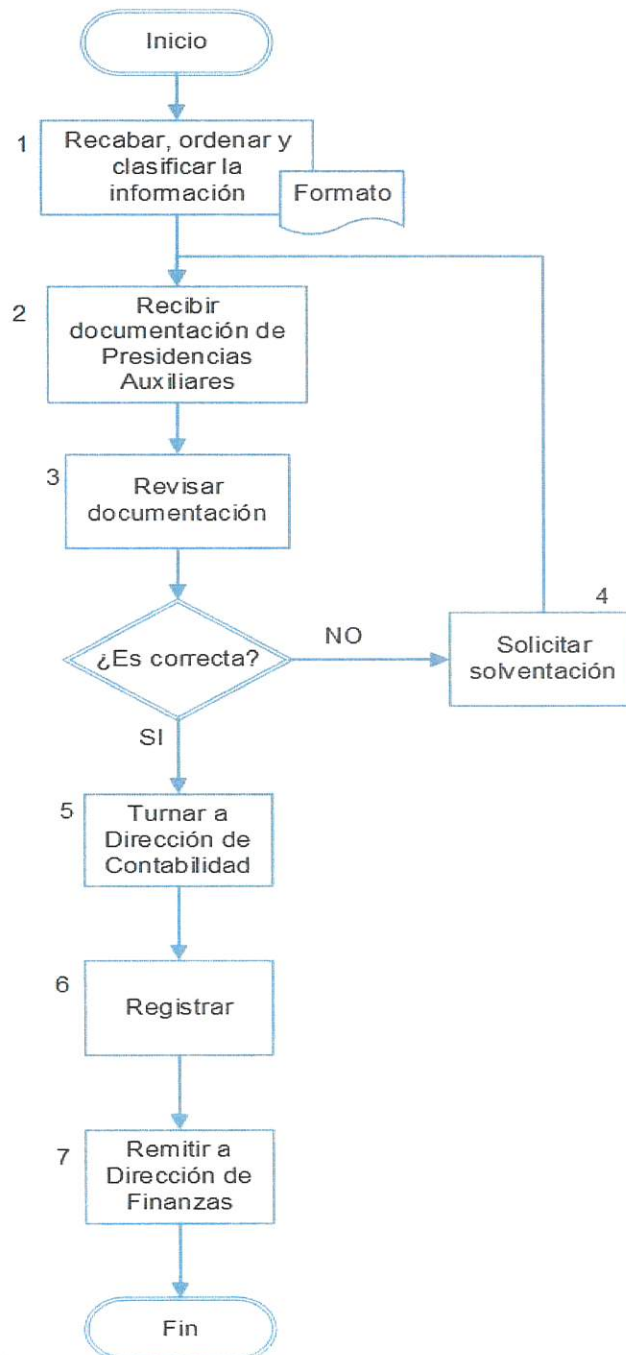 Inicio
1
Recabar, ordenar y
clasificar la
información
Formato
2
Recibir
documentación de
Presidencias
Auxiliares
3
Revisar
documentación
¿Es correcta?
NO
4
Solicitar
solventación
SI
5
Turnar a
Dirección de
Contabilidad
6
Registrar
7
Remitir a
Dirección de
Finanzas
Fin